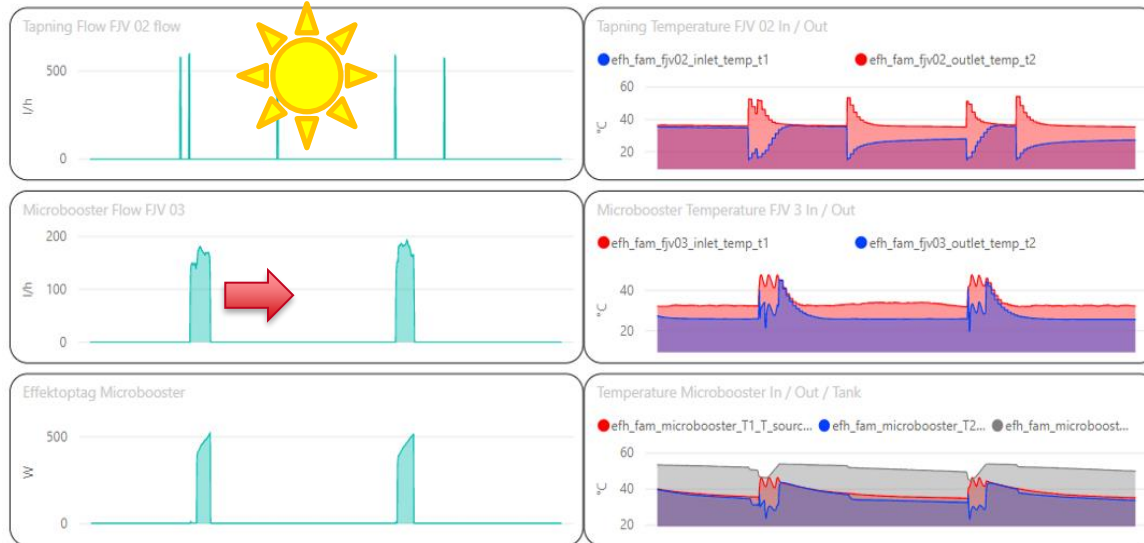 Tapning Flow FJV 02 flow
500
l/h
0
Tapning Temperature FJV 02 In / Out
efh_fam_fjv02_inlet_temp_t1 efh_fam_fjv02_outlet_temp_t2
60
40
°C
20
Microbooster Flow FJV 03
200
l/h
100
0
Microbooster Temperature FJV 3 In / Out
efh_fam_fjv03_inlet_temp_t1 efh_fam_fjv03_outlet_temp_t2
40
°C
20
Effektoptag Microbooster
500
W
0
Temperature Microbooster In / Out / Tank
efh_fam_microbooster_T1_T_sourc... efh_fam_microbooster_T2... efh_fam_microboost...
60
°C
40
20